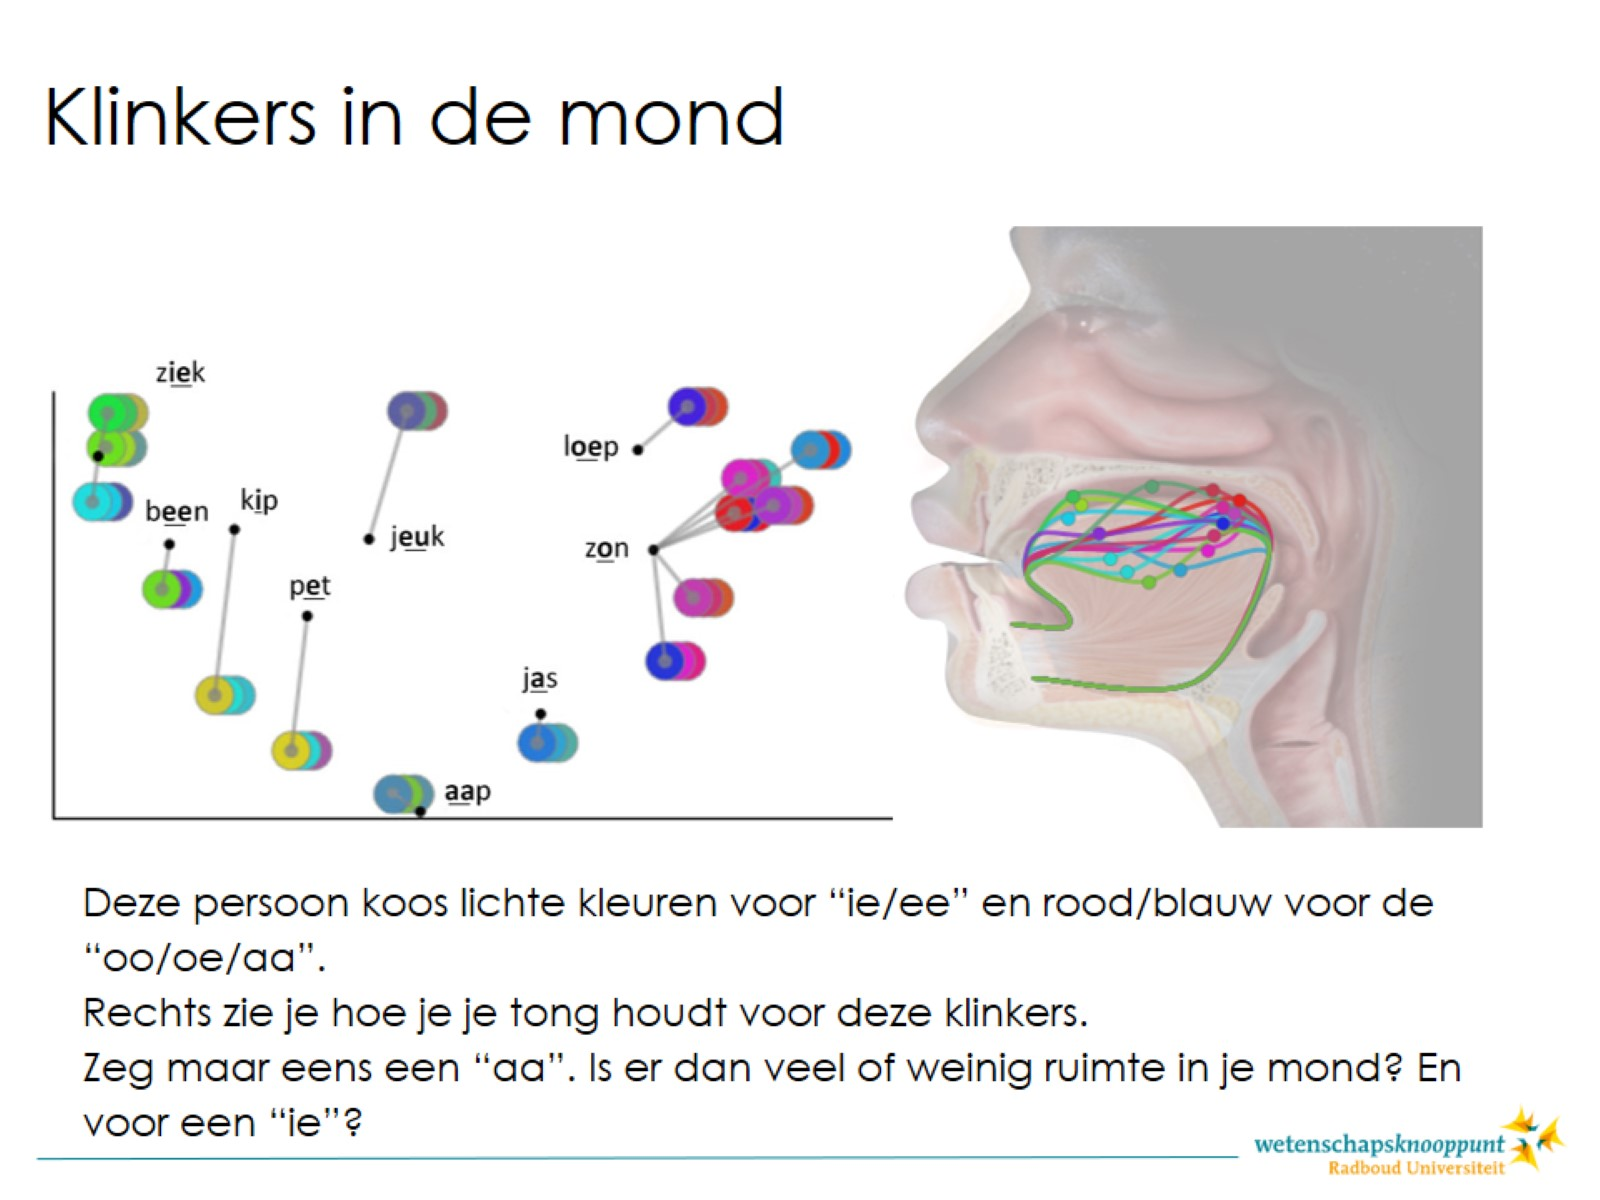 Klinkers in de mond
ziek
been
kip
pet
jeuk
loep
zon
jas
aap
Deze persoon koos lichte kleuren voor “ie/ee” en rood/blauw voor de
“oo/oe/aa”.
Rechts zie je hoe je je tong houdt voor deze klinkers.
Zeg maar eens een “aa”. Is er dan veel of weinig ruimte in je mond? En
voor een “ie”?
wetenschapsknooppunt
Radboud Universiteit